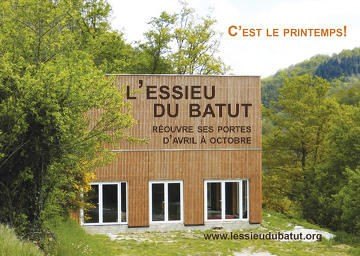 C'EST LE PRINTEMPS!
L'ESSIEU
DU BATUT
RÉOUVRE SES PORTES
D'AVRIL À OCTOBRE
www.lessieudubatut.org